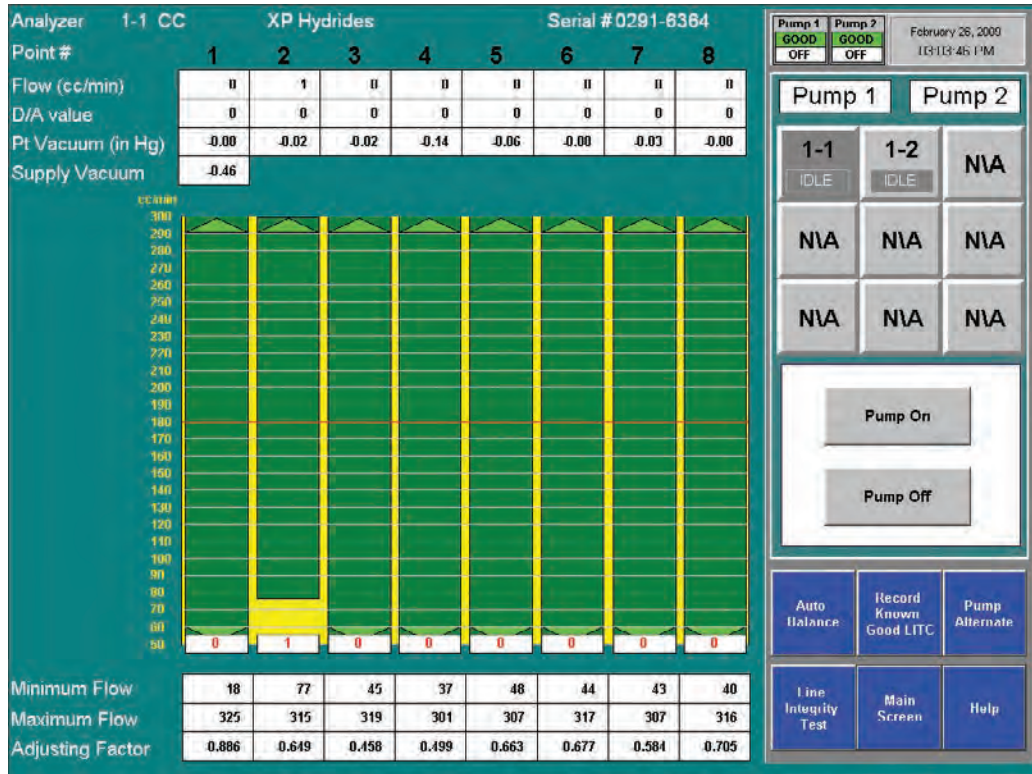 Analyzer 1-1 CC XP Hydrides Serial # 0291-6364
Point # 1 2 3 4 5 6 7 8
Flow (cc/min) 0 1 0 0 0 0 0 0
D/A value 0 0 0 0 0 0 0 0
Pt Vacuum (in Hg) -0.00 -0.02 -0.02 -0.14 -0.06 -0.00 -0.03 -0.00
Supply Vacuum -0.46
cc/min
300
290
280
270
260
250
240
230
220
210
200
190
180
170
160
150
140
130
120
110
100
90
80
70
60
50
0 1 0 0 0 0 0 0
Minimum Flow 18 77 45 37 48 44 43 40
Maximum Flow 325 315 319 301 307 317 307 316
Adjusting Factor 0.886 0.649 0.458 0.499 0.663 0.677 0.584 0.705
Pump 1 Pump 2
GOOD GOOD
OFF OFF
February 26, 2009
03:03:46 PM
Pump 1 Pump 2
1-1 1-2 N\A
IDLE IDLE
N\A N\A N\A
N\A N\A N\A
Pump On
Pump Off
Auto
Balance
Record
Known
Good LITC
Pump
Alternate
Line
Integrity
Test
Main
Screen
Help